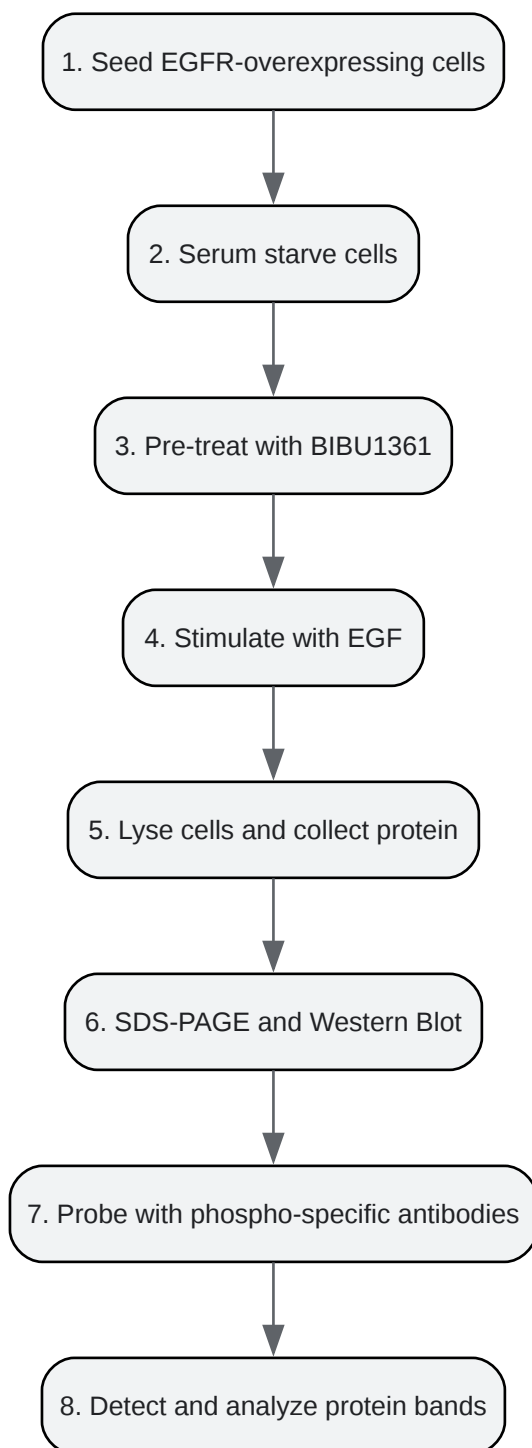 1. Seed EGFR-overexpressing cells
2. Serum starve cells
3. Pre-treat with BIBU1361
4. Stimulate with EGF
5. Lyse cells and collect protein
6. SDS-PAGE and Western Blot
7. Probe with phospho-specific antibodies
8. Detect and analyze protein bands